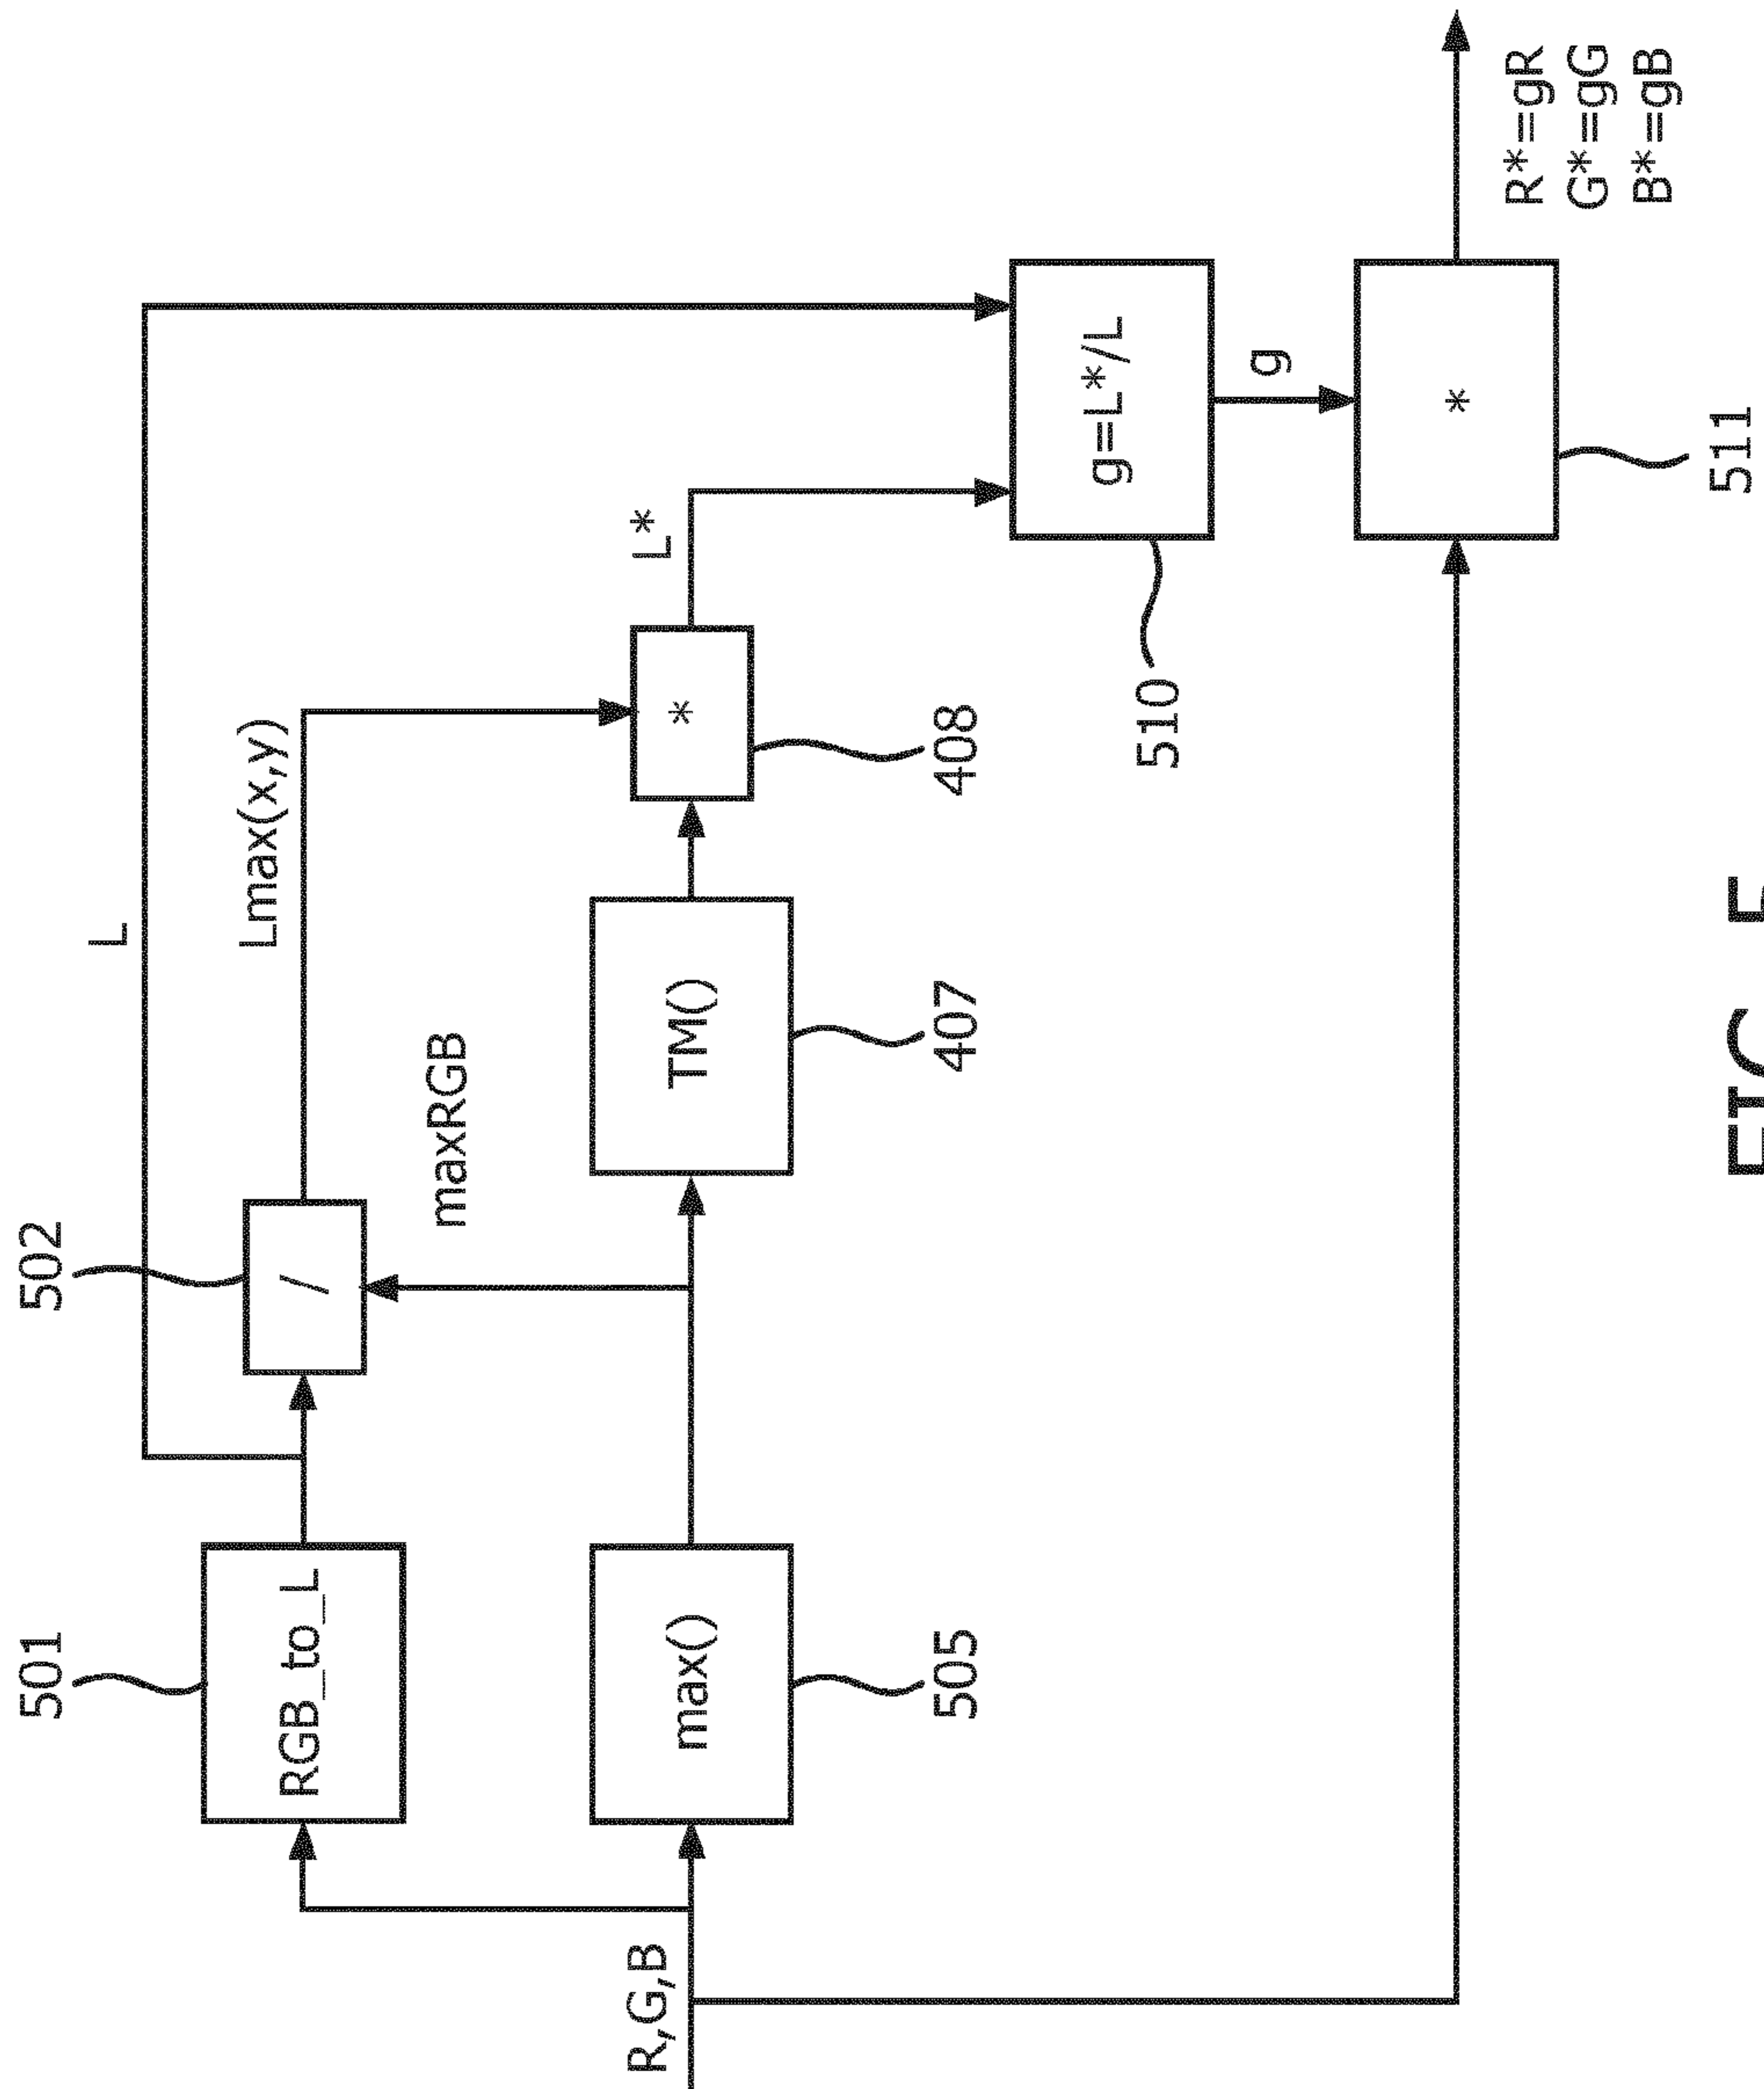 R,G,B
501
RGB_to_L
L
502
/
Lmax(x,y)
maxRGB
max()
505
TM()
407
*
408
L*
g=L*/L
510
g
*
511
R*=gR
G*=gG
B*=gB